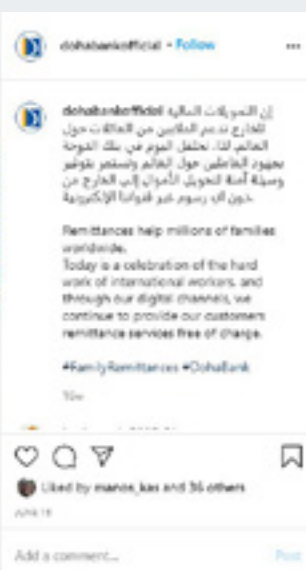 dohabankofficial • Follow
dohabankofficial إن التحويلات المالية
للخارج تدعم الملايين من العائلات حول
العالم لذا، نحتفل اليوم في بنك الدوحة
بجهود العاملين حول العالم ونستمر بتوفير
وسيلة آمنة لتحويل الأموال إلى الخارج من
دون أي رسوم عبر قنواتنا الإلكترونية.
Remittances help millions of families
worldwide.
Today is a celebration of the hard
work of international workers, and
through our digital channels, we
continue to provide our customers
remittance services free of charge.
#FamilyRemittances #DohaBank
Liked by manos_kas and 36 others
Add a comment...
Post